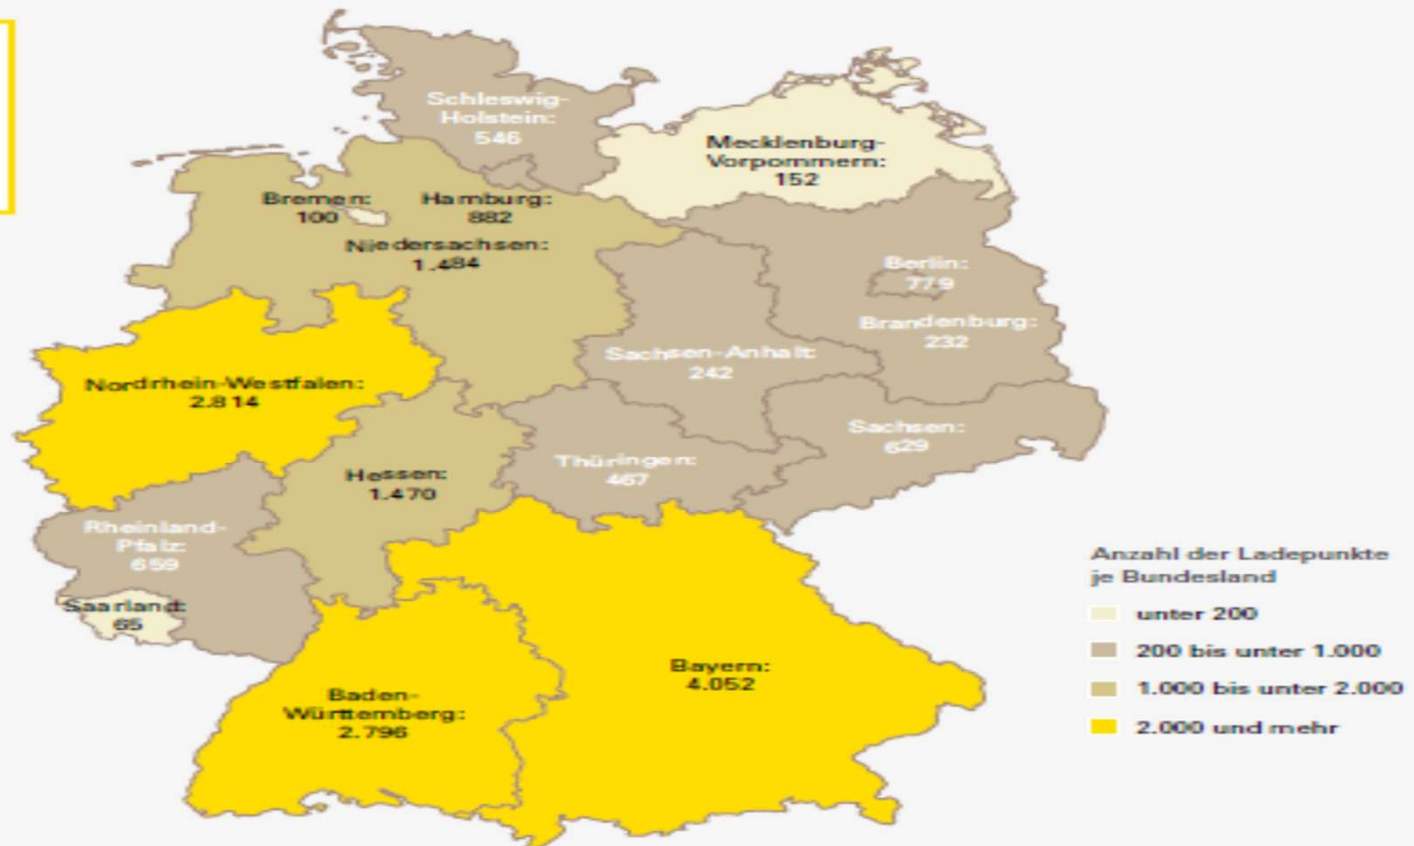 Schleswig-
Holstein:
546
Mecklenburg-
Vorpommern:
152
Bremen:
100
Hamburg:
882
Niedersachsen:
1.484
Berlin:
779
Brandenburg:
232
Sachsen-Anhalt:
242
Nordrhein-Westfalen:
2.814
Sachsen:
629
Thüringen:
467
Hessen:
1.470
Rheinland-
Pfalz:
659
Saarland:
65
Baden-
Württemberg:
2.796
Bayern:
4.052
Anzahl der Ladepunkte
je Bundesland
unter 200
200 bis unter 1.000
1.000 bis unter 2.000
2.000 und mehr